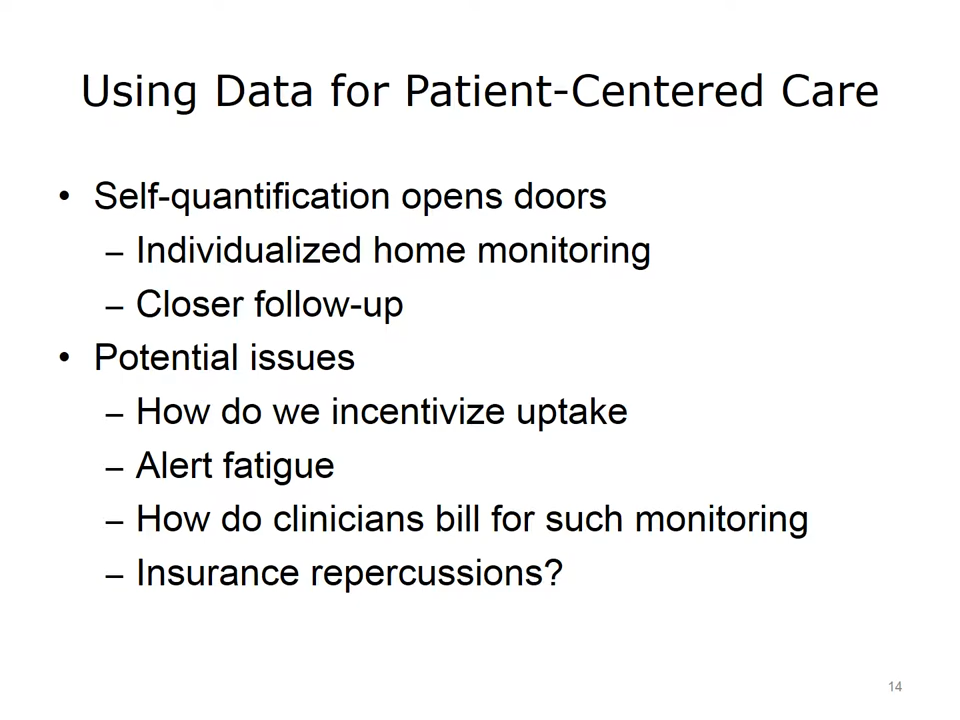 Using Data for Patient-Centered Care
• Self-quantification opens doors
– Individualized home monitoring
– Closer follow-up
• Potential issues
– How do we incentivize uptake
– Alert fatigue
– How do clinicians bill for such monitoring
– Insurance repercussions?
14